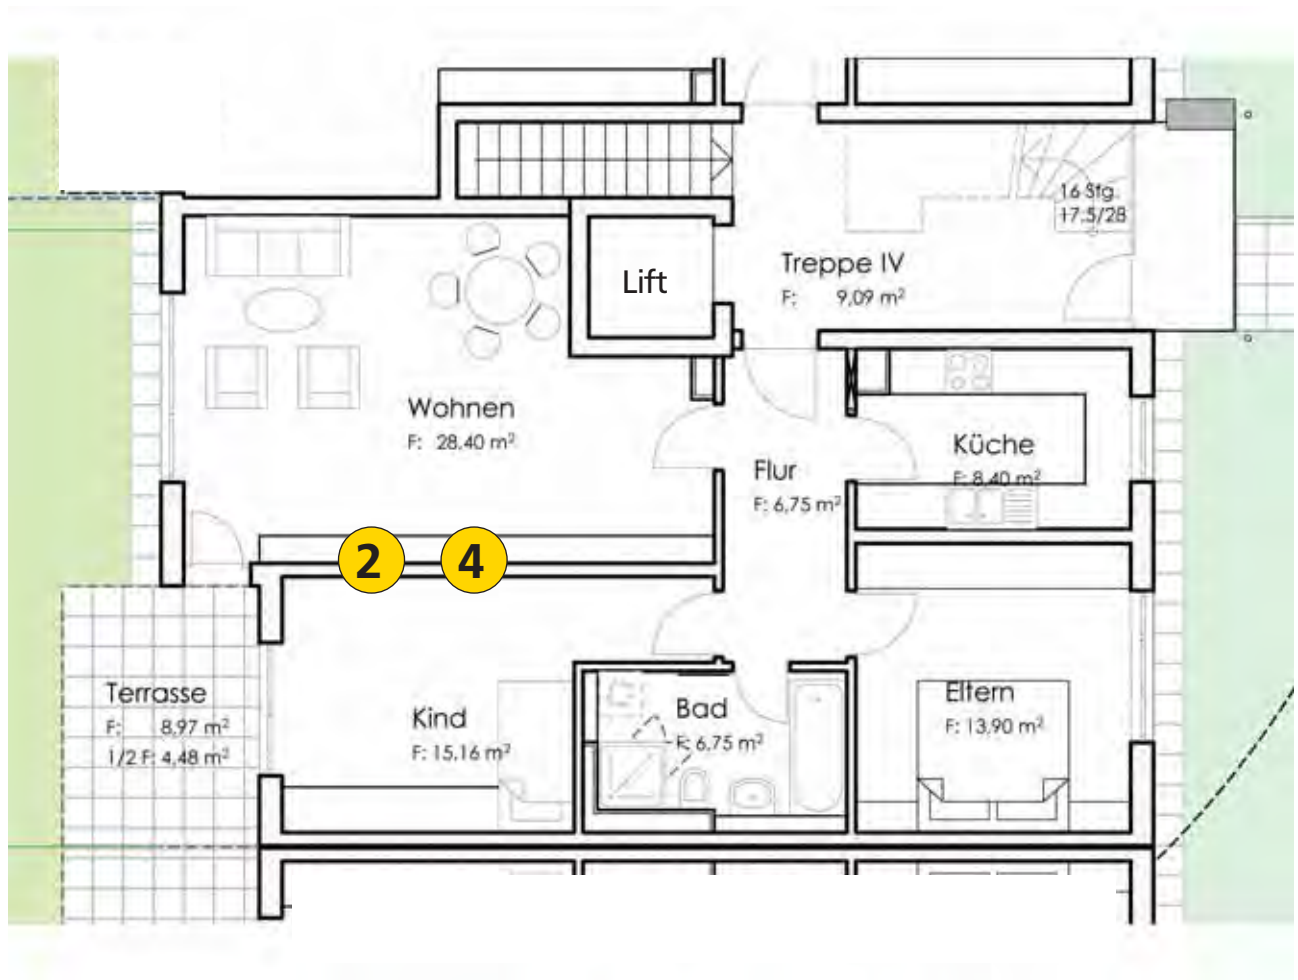 16 Stg.
17.5/28
Treppe IV
F: 9,09 m²
Lift
Wohnen
F: 28,40 m²
Küche
F: 8,40 m²
Flur
F: 6,75 m²
2
4
Terrasse
F: 8,97 m²
1/2 F: 4,48 m²
Kind
F: 15,16 m²
Bad
F: 6,75 m²
Eltern
F: 13,90 m²